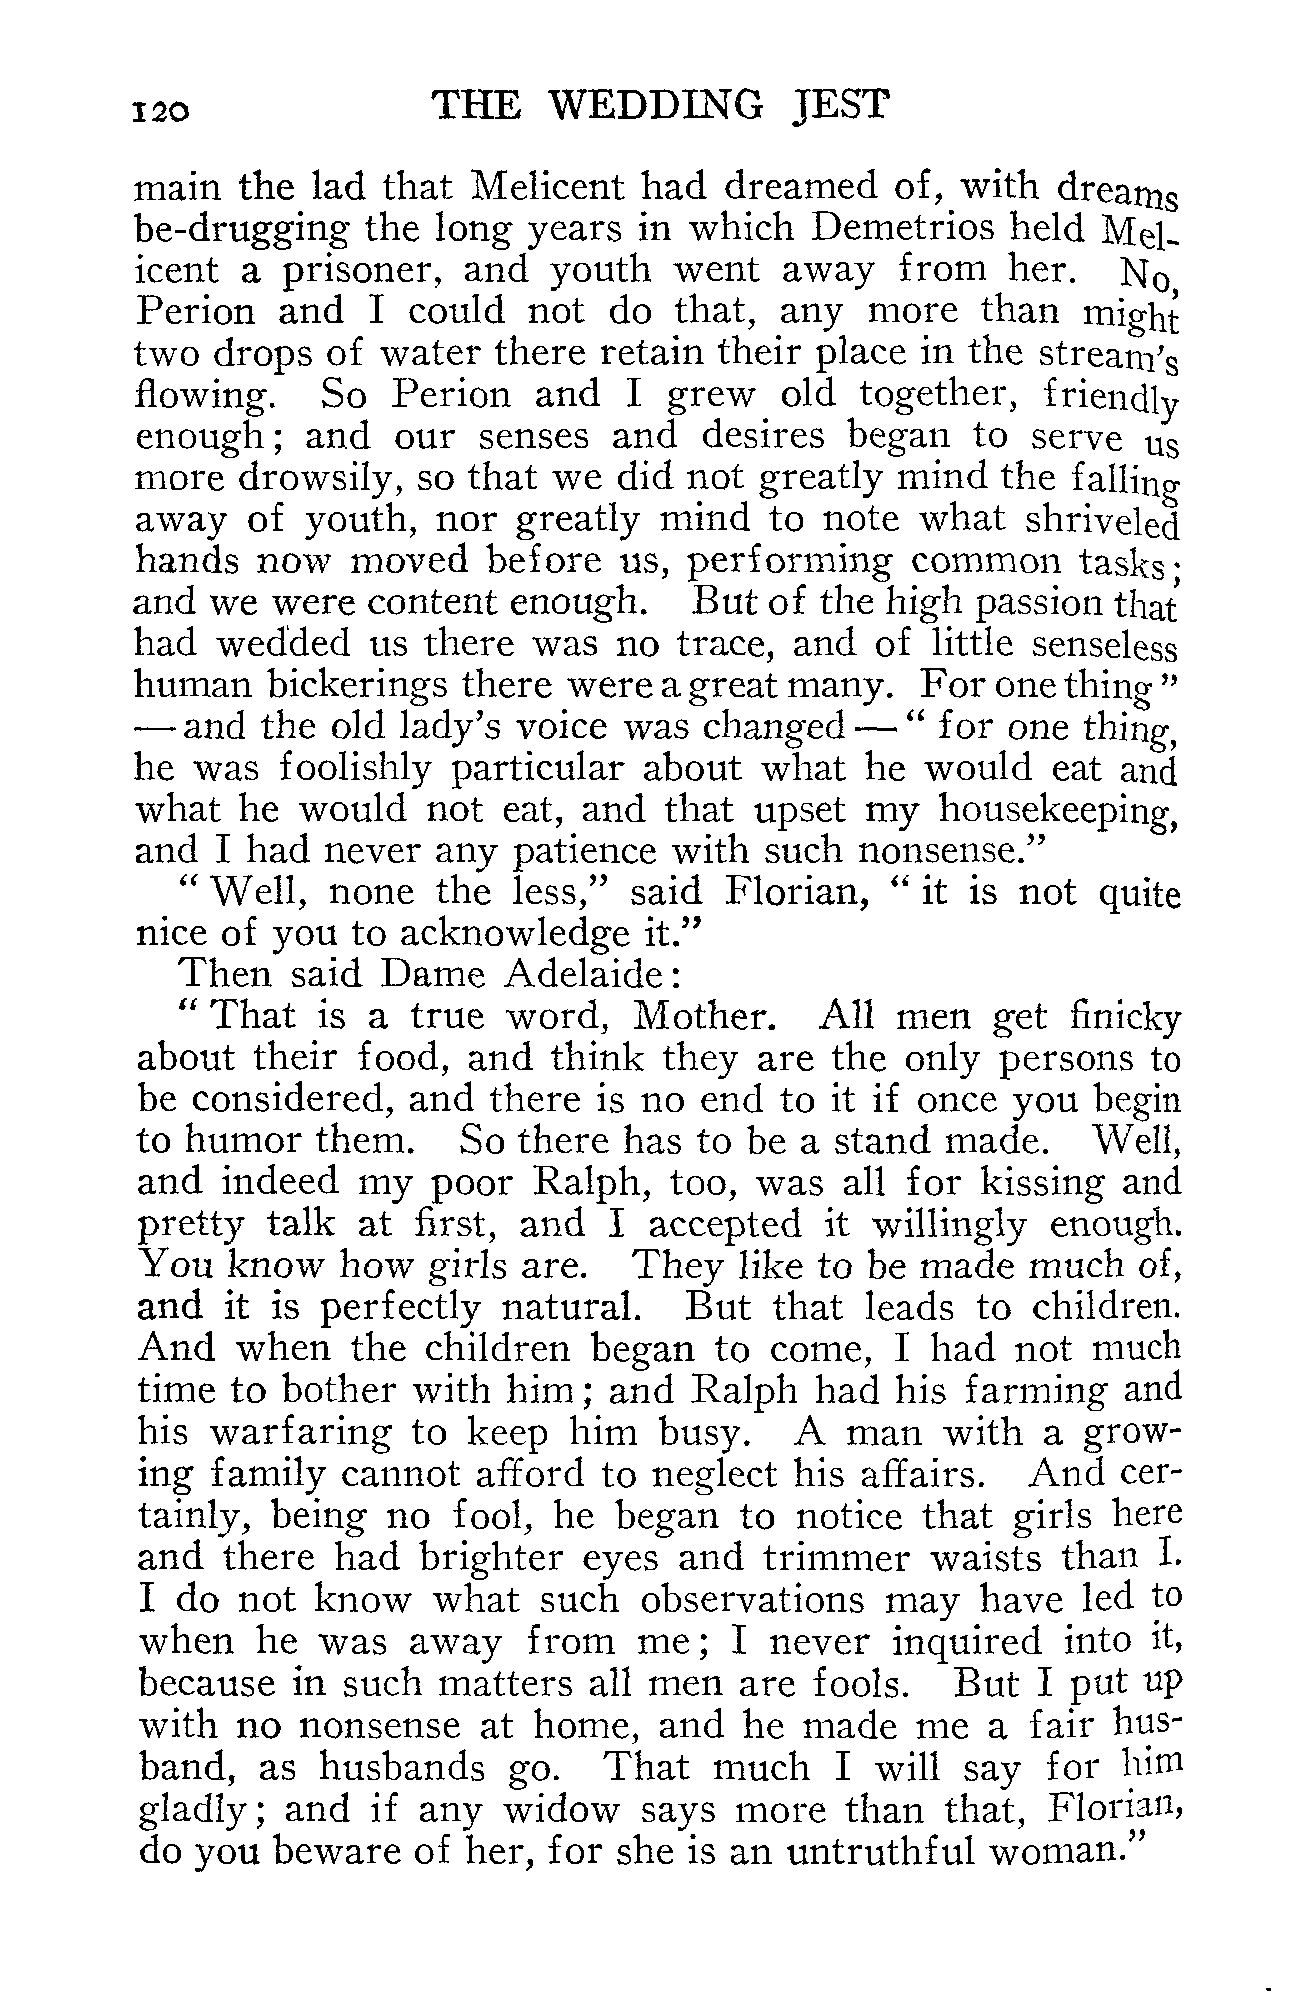 120 THE WEDDING JEST
main the lad that Melicent had dreamed of, with dreams
be-drugging the long years in which Demetrios held Mel-
icent a prisoner, and youth went away from her. No,
Perion and I could not do that, any more than might
two drops of water there retain their place in the stream's
flowing. So Perion and I grew old together, friendly
enough; and our senses and desires began to serve us
more drowsily, so that we did not greatly mind the falling
away of youth, nor greatly mind to note what shriveled
hands now moved before us, performing common tasks;
and we were content enough. But of the high passion that
had wedded us there was no trace, and of little senseless
human bickerings there were a great many. For one thing"
— and the old lady's voice was changed — "for one thing,
he was foolishly particular about what he would eat and
what he would not eat, and that upset my housekeeping,
and I had never any patience with such nonsense."
"Well, none the less," said Florian, "it is not quite
nice of you to acknowledge it."
Then said Dame Adelaide:
"That is a true word, Mother. All men get finicky
about their food, and think they are the only persons to
be considered, and there is no end to it if once you begin
to humor them. So there has to be a stand made. Well,
and indeed my poor Ralph, too, was all for kissing and
pretty talk at first, and I accepted it willingly enough.
You know how girls are. They like to be made much of,
and it is perfectly natural. But that leads to children.
And when the children began to come, I had not much
time to bother with him; and Ralph had his farming and
his warfaring to keep him busy. A man with a grow-
ing family cannot afford to neglect his affairs. And cer-
tainly, being no fool, he began to notice that girls here
and there had brighter eyes and trimmer waists than I.
I do not know what such observations may have led to
when he was away from me; I never inquired into it,
because in such matters all men are fools. But I put up
with no nonsense at home, and he made me a fair hus-
band, as husbands go. That much I will say for him
gladly; and if any widow says more than that, Florian,
do you beware of her, for she is an untruthful woman."